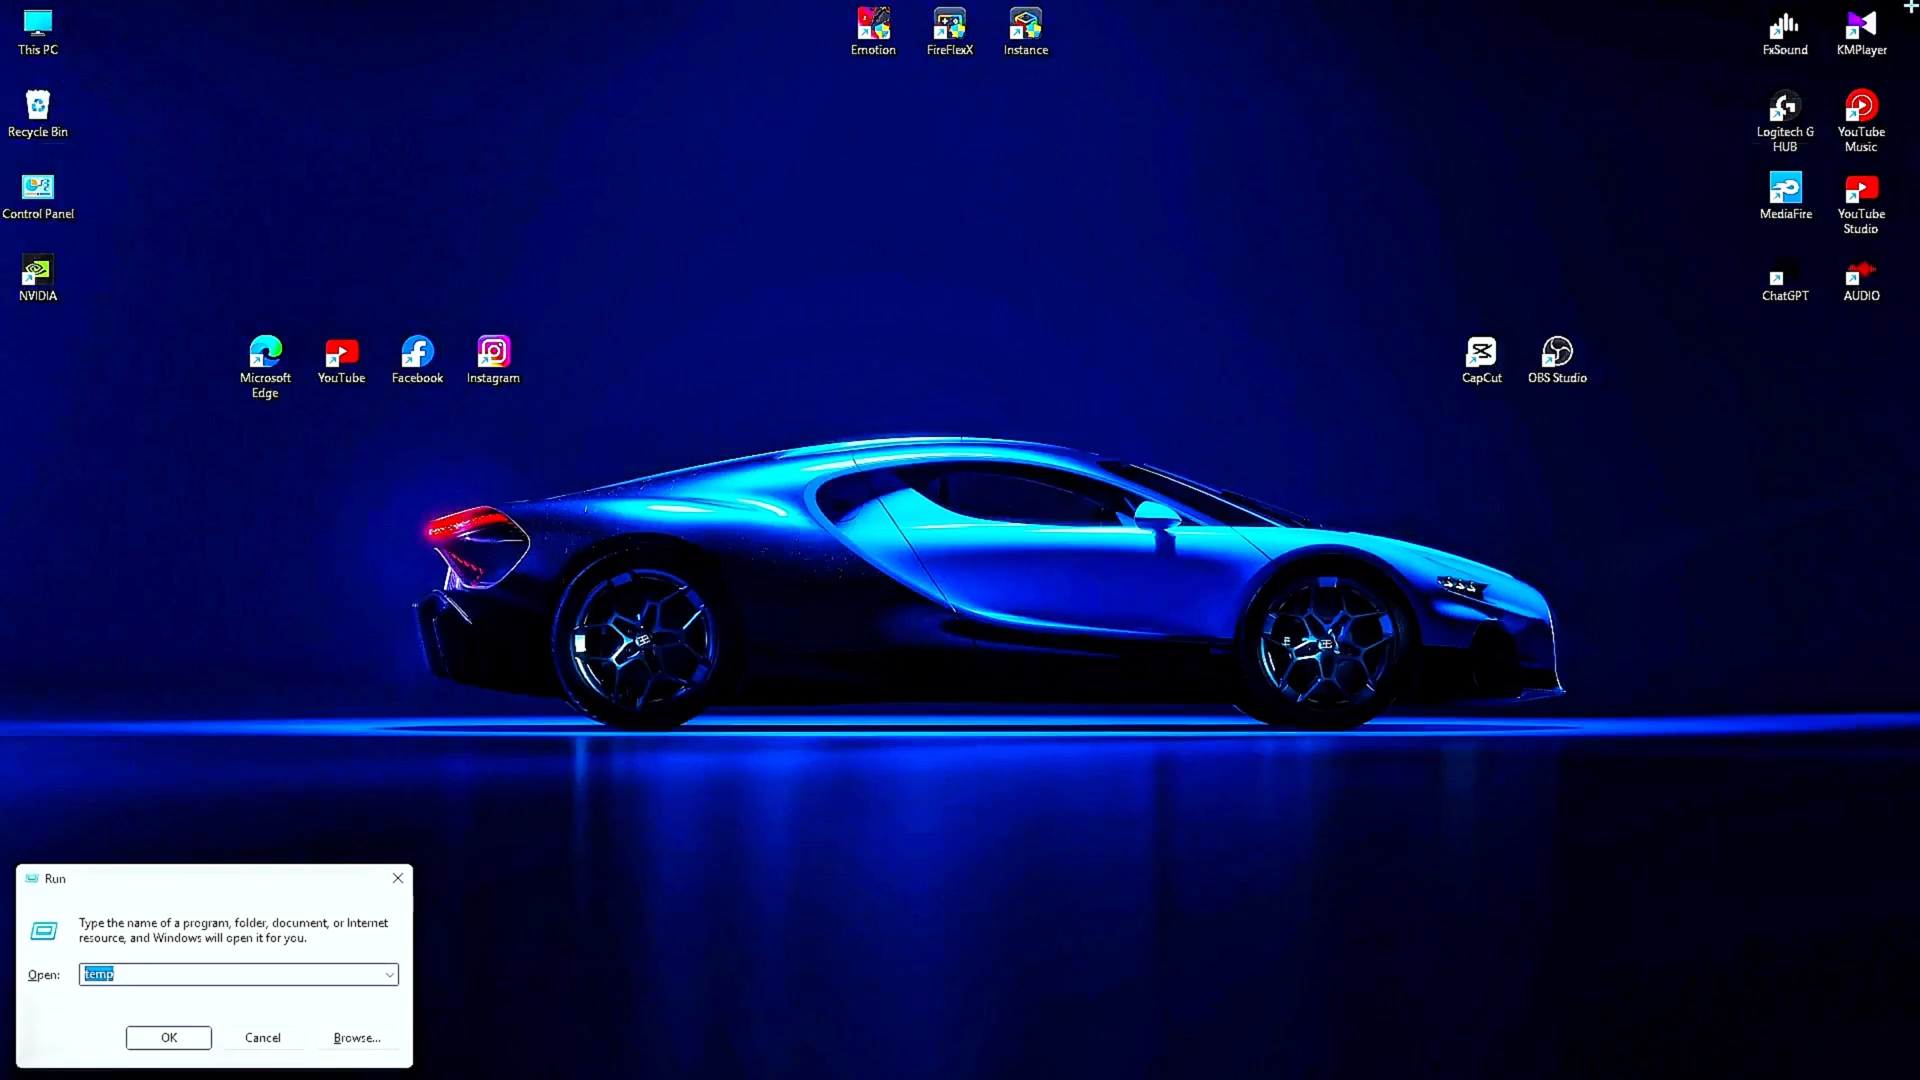 This PC
Recycle Bin
Control Panel
NVIDIA
Emotion
FireFlexX
Instance
FxSound
KMPlayer
Logitech G
HUB
YouTube
Music
MediaFire
YouTube
Studio
ChatGPT
AUDIO
Microsoft
Edge
YouTube
Facebook
Instagram
CapCut
OBS Studio
Run
Type the name of a program, folder, document, or Internet
resource, and Windows will open it for you.
Open:
temp
OK
Cancel
Browse...